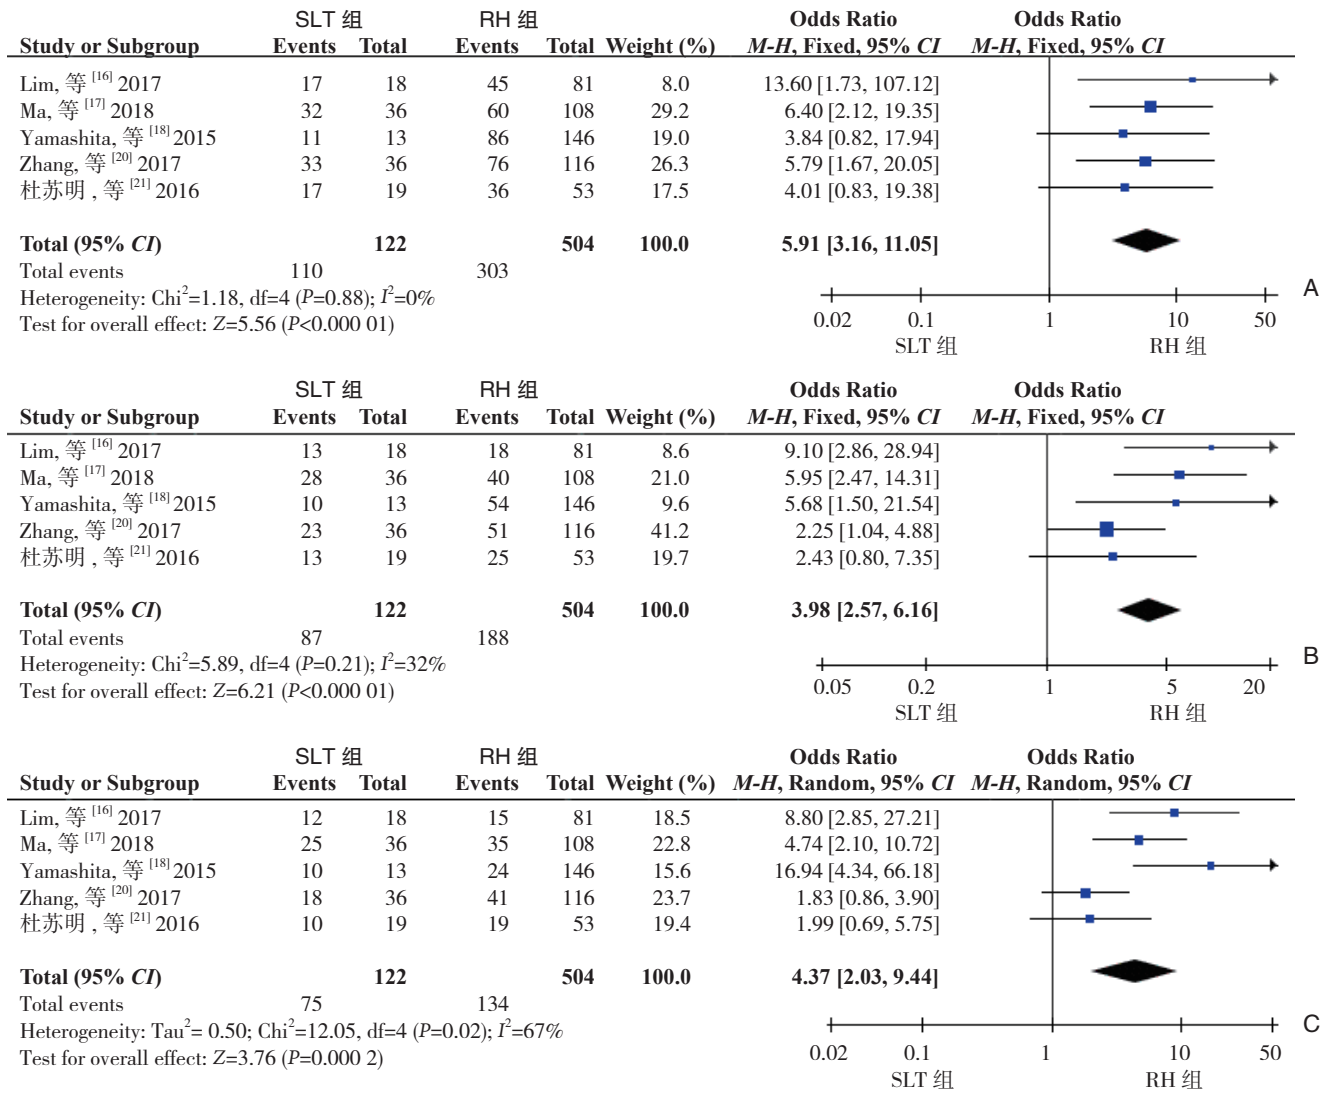 SLT 组 RH 组 Odds Ratio Odds Ratio
Study or Subgroup Events Total Events Total Weight (%) M-H, Fixed, 95% CI M-H, Fixed, 95% CI
Lim, 等 [16] 2017 17 18 45 81 8.0 13.60 [1.73, 107.12]
Ma, 等 [17] 2018 32 36 60 108 29.2 6.40 [2.12, 19.35]
Yamashita, 等 [18] 2015 11 13 86 146 19.0 3.84 [0.82, 17.94]
Zhang, 等 [20] 2017 33 36 76 116 26.3 5.79 [1.67, 20.05]
杜苏明 , 等 [21] 2016 17 19 36 53 17.5 4.01 [0.83, 19.38]
Total (95% CI) 122 504 100.0 5.91 [3.16, 11.05]
Total events 110 303
Heterogeneity: Chi²=1.18, df=4 (P=0.88); I²=0% A
Test for overall effect: Z=5.56 (P<0.000 01)
0.02 0.1 1 10 50
SLT 组 RH 组
SLT 组 RH 组 Odds Ratio Odds Ratio
Study or Subgroup Events Total Events Total Weight (%) M-H, Fixed, 95% CI M-H, Fixed, 95% CI
Lim, 等 [16] 2017 13 18 18 81 8.6 9.10 [2.86, 28.94]
Ma, 等 [17] 2018 28 36 40 108 21.0 5.95 [2.47, 14.31]
Yamashita, 等 [18] 2015 10 13 54 146 9.6 5.68 [1.50, 21.54]
Zhang, 等 [20] 2017 23 36 51 116 41.2 2.25 [1.04, 4.88]
杜苏明 , 等 [21] 2016 13 19 25 53 19.7 2.43 [0.80, 7.35]
Total (95% CI) 122 504 100.0 3.98 [2.57, 6.16]
Total events 87 188
Heterogeneity: Chi²=5.89, df=4 (P=0.21); I²=32% B
Test for overall effect: Z=6.21 (P<0.000 01)
0.05 0.2 1 5 20
SLT 组 RH 组
SLT 组 RH 组 Odds Ratio Odds Ratio
Study or Subgroup Events Total Events Total Weight (%) M-H, Random, 95% CI M-H, Random, 95% CI
Lim, 等 [16] 2017 12 18 15 81 18.5 8.80 [2.85, 27.21]
Ma, 等 [17] 2018 25 36 35 108 22.8 4.74 [2.10, 10.72]
Yamashita, 等 [18] 2015 10 13 24 146 15.6 16.94 [4.34, 66.18]
Zhang, 等 [20] 2017 18 36 41 116 23.7 1.83 [0.86, 3.90]
杜苏明 , 等 [21] 2016 10 19 19 53 19.4 1.99 [0.69, 5.75]
Total (95% CI) 122 504 100.0 4.37 [2.03, 9.44]
Total events 75 134
Heterogeneity: Tau²= 0.50; Chi²=12.05, df=4 (P=0.02); I²=67% C
Test for overall effect: Z=3.76 (P=0.000 2)
0.02 0.1 1 10 50
SLT 组 RH 组